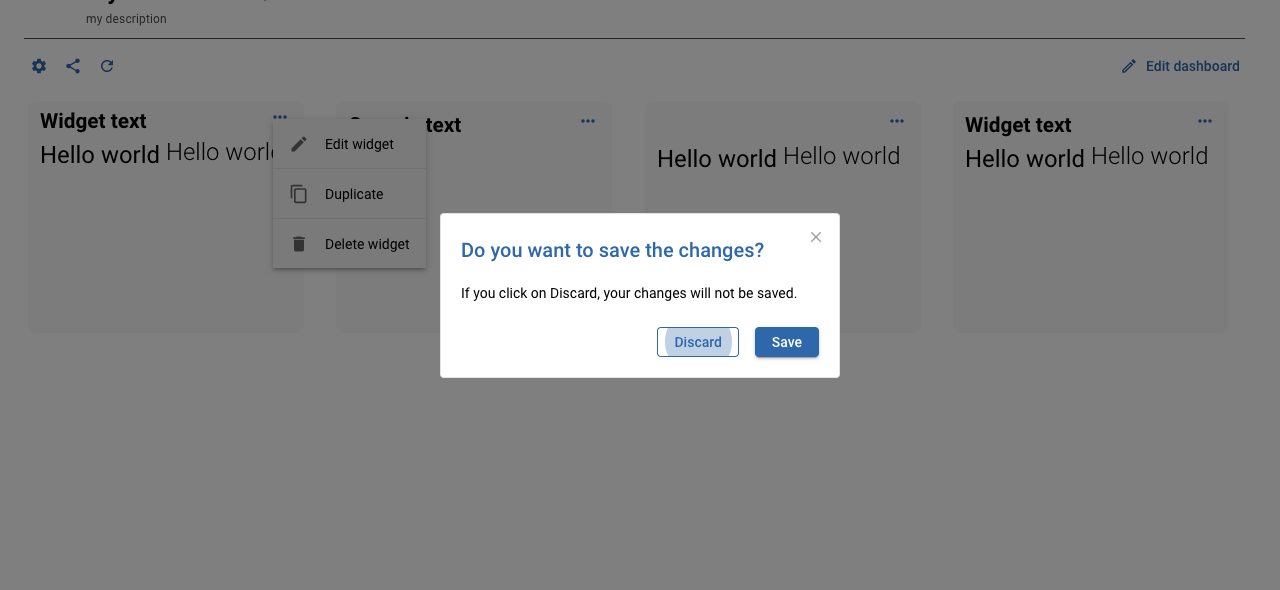 my description
Edit dashboard
Widget text
text
Widget text
Hello world Hello world
Hello world Hello world
Hello world Hello world
Edit widget
Duplicate
Delete widget
Do you want to save the changes?
If you click on Discard, your changes will not be saved.
Discard
Save